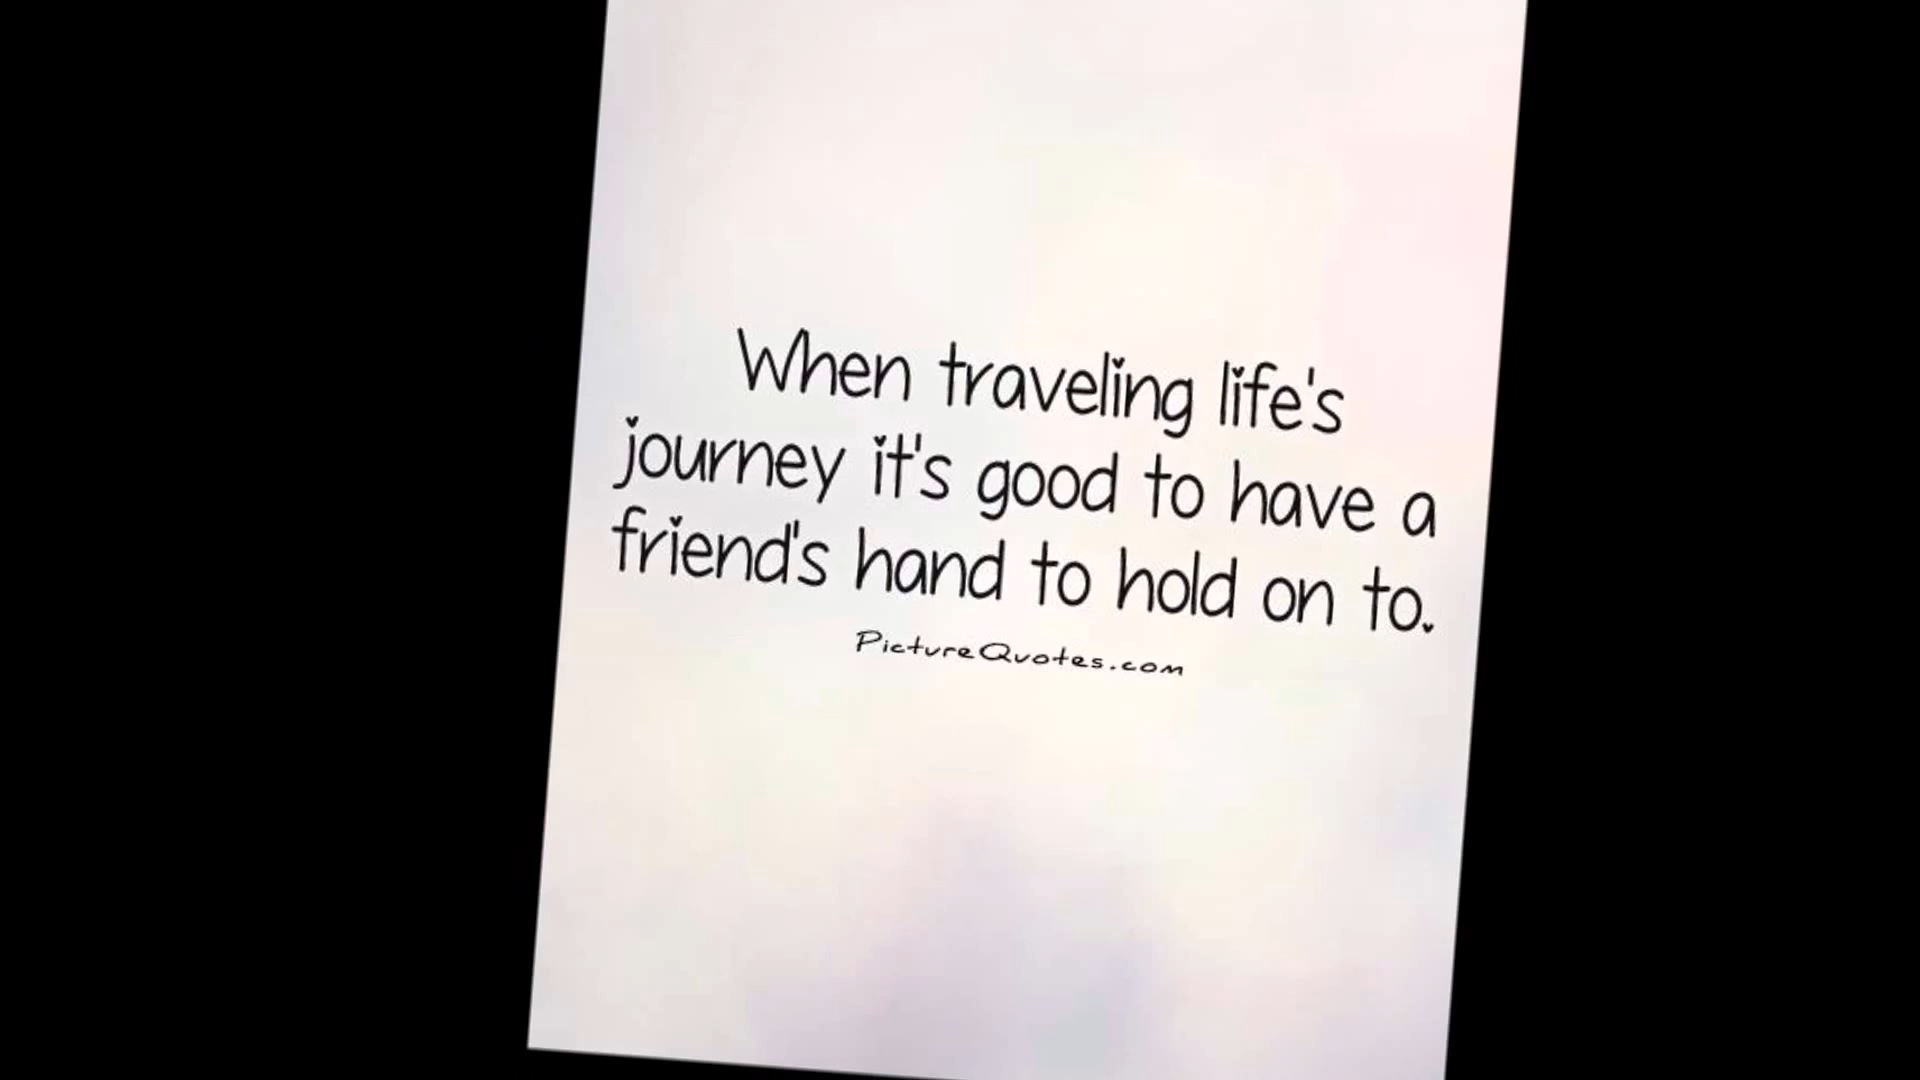 When traveling life's
journey it's good to have a
friend's hand to hold on to.
PictureQuotes.com